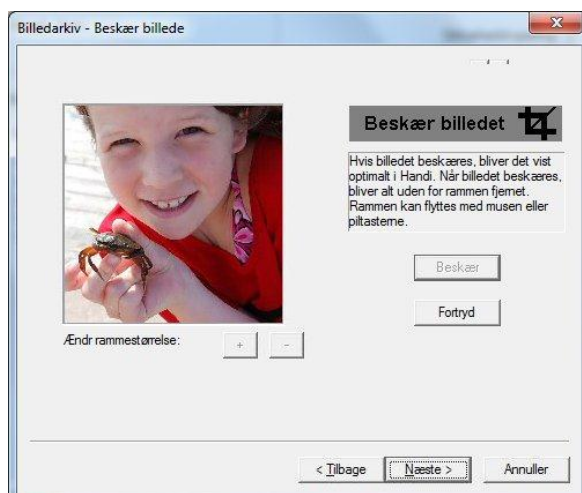 Billedarkiv - Beskær billede
Beskær billedet
Hvis billedet beskæres, bliver det vist
optimalt i Handi. Når billedet beskæres,
bliver alt uden for rammen fjernet.
Rammen kan flyttes med musen eller
piltasterne.
Beskær
Fortryd
Ændr rammestørrelse:
+ -
< Tilbage Næste > Annuller